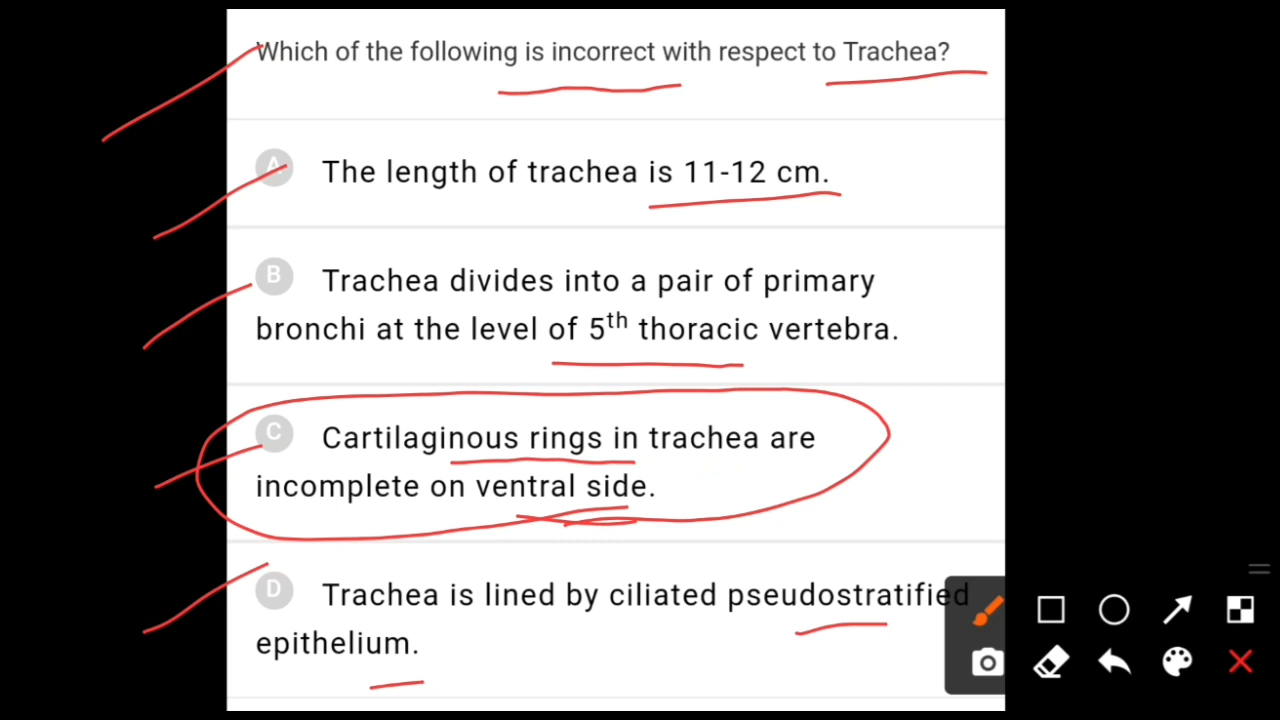 Which of the following is incorrect with respect to Trachea?
A The length of trachea is 11-12 cm.
B Trachea divides into a pair of primary
bronchi at the level of 5th thoracic vertebra.
C Cartilaginous rings in trachea are
incomplete on ventral side.
D Trachea is lined by ciliated pseudostratified
epithelium.